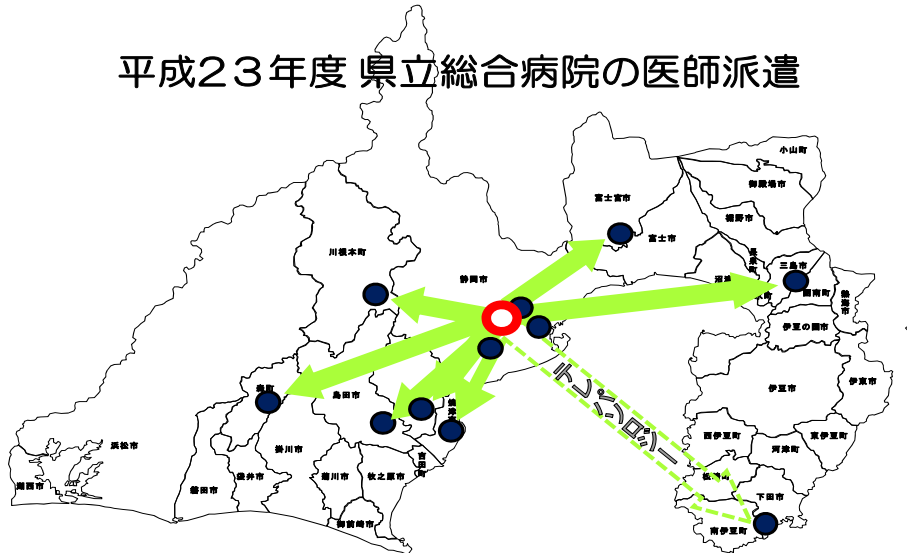 平成23年度 県立総合病院の医師派遣
小山町
御殿場市
富士宮市
裾野市
富士市
長泉町
川根本町
静岡市
三島市
函南町
熱海市
伊豆の国市
伊豆市
伊東市
森町
島田市
テレパソロジー
西伊豆町
東伊豆町
河津町
浜松市
掛川市
吉田町
湖西市
磐田市
袋井市
菊川市
牧之原市
下田市
御前崎市
南伊豆町